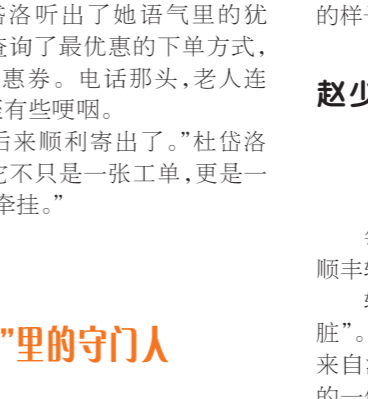 岱洛听出了她语气里的犹
查询了最优惠的下单方式,
惠券。电话那头,老人连
有些哽咽。
后来顺利寄出了。”杜岱洛
它不只是一张工单,更是一
牵挂。”
”里的守门人
的样
赵少
顺丰
脏”。
来自
的一